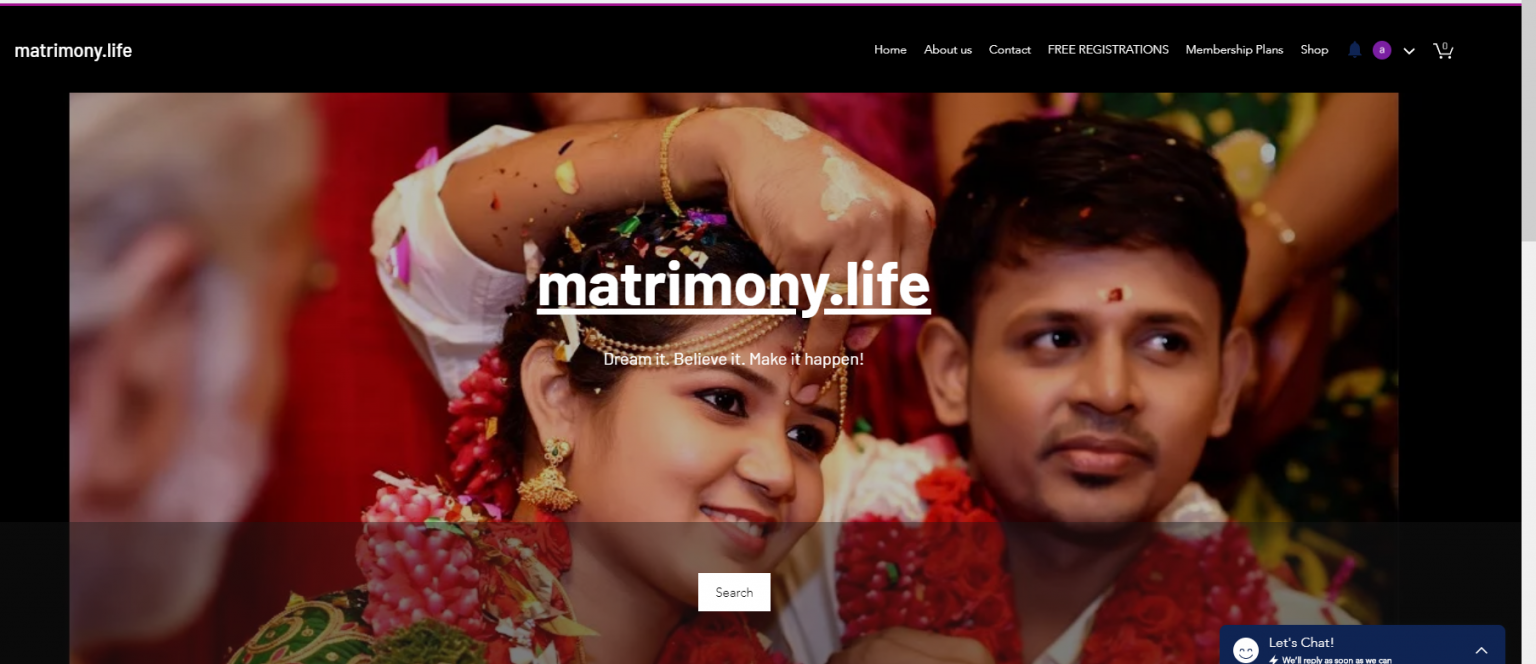 matrimony.life
Home About us Contact FREE REGISTRATIONS Membership Plans Shop a 0
matrimony.life
Dream it. Believe it. Make it happen!
Search
Let's Chat!
We'll reply as soon as we can